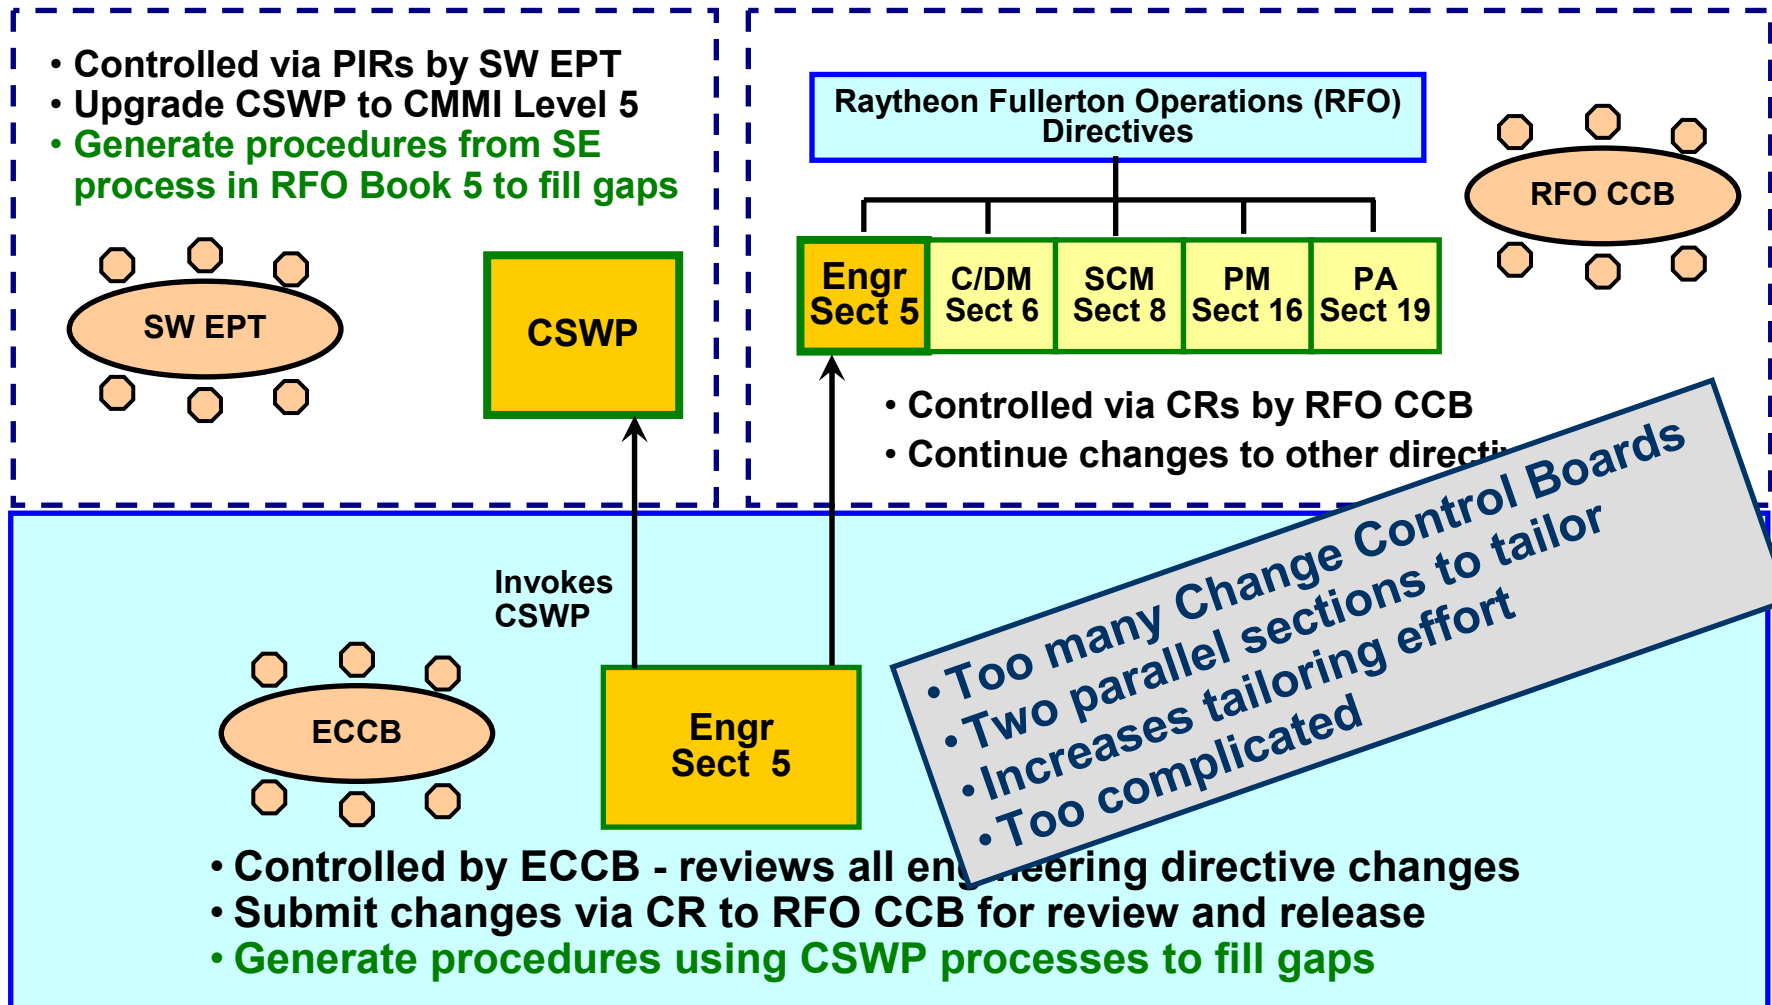 • Controlled via PIRs by SW EPT
• Upgrade CSWP to CMMI Level 5
• Generate procedures from SE
process in RFO Book 5 to fill gaps
SW EPT
CSWP
Raytheon Fullerton Operations (RFO)
Directives
RFO CCB
Engr
Sect 5
C/DM
Sect 6
SCM
Sect 8
PM
Sect 16
PA
Sect 19
• Controlled via CRs by RFO CCB
• Continue changes to other
Invokes
CSWP
ECCB
Engr
Sect 5
• Too many Change Control Boards
• Two parallel sections to tailor
• Increases tailoring effort
• Too complicated
• Controlled by ECCB - reviews all engineering directive changes
• Submit changes via CR to RFO CCB for review and release
• Generate procedures using CSWP processes to fill gaps